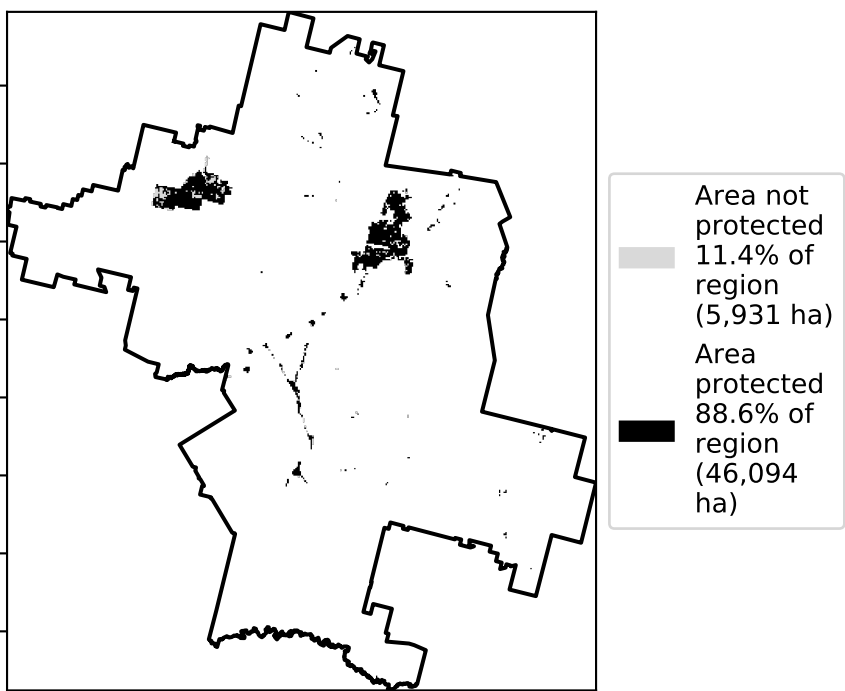 Area not
protected
11.4% of
region
(5,931 ha)
Area
protected
88.6% of
region
(46,094
ha)